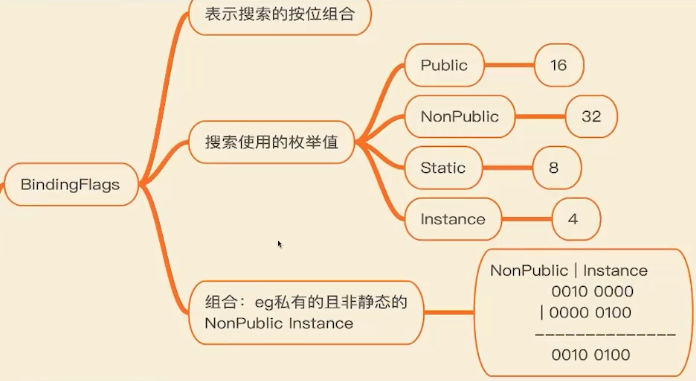 表示搜索的按位组合
Public
16
搜索使用的枚举值
NonPublic
32
Static
8
BindingFlags
Instance
4
组合：eg私有的且非静态的
NonPublic Instance
NonPublic | Instance
0010 0000
| 0000 0100
--------------
0010 0100